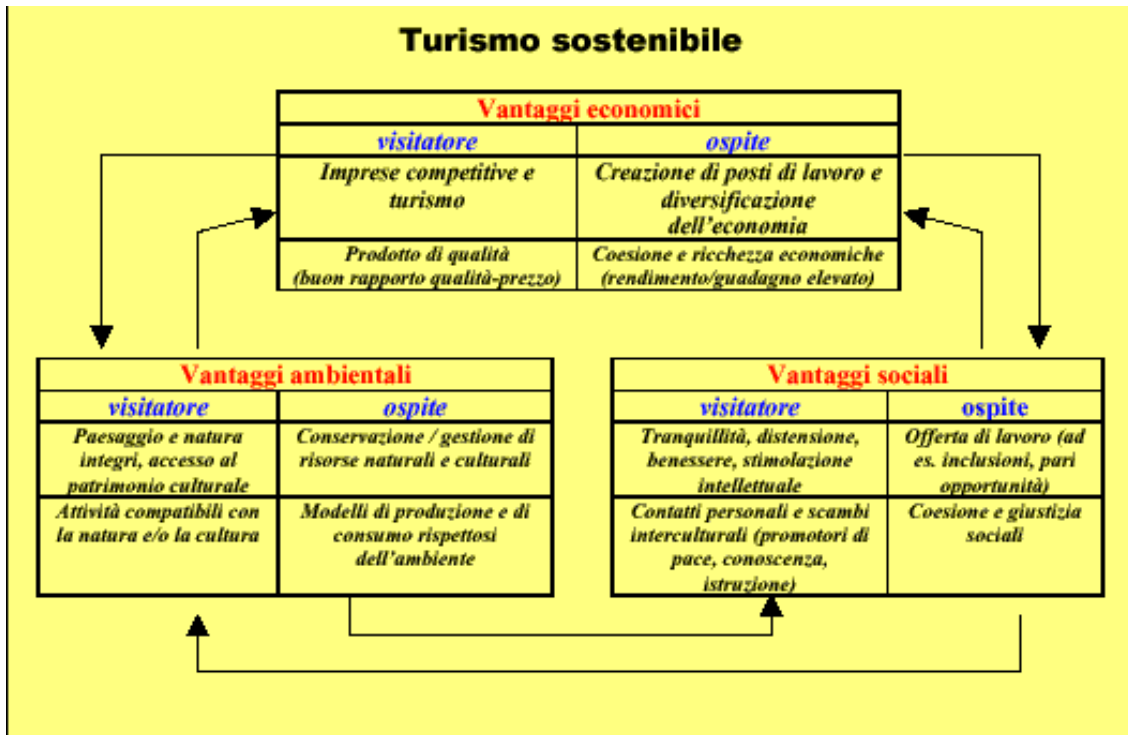 Turismo sostenibile
Vantaggi economici
visitatore
ospite
Imprese competitive e
turismo
Creazione di posti di lavoro e
diversificazione
dell'economia
Prodotto di qualità
(buon rapporto qualità-prezzo)
Coesione e ricchezza economiche
(rendimento/guadagno elevato)
Vantaggi ambientali
visitatore
ospite
Paesaggio e natura
integri, accesso al
patrimonio culturale
Conservazione / gestione di
risorse naturali e culturali
Attività compatibili con
la natura e/o la cultura
Modelli di produzione e di
consumo rispettosi
dell'ambiente
Vantaggi sociali
visitatore
ospite
Tranquillità, distensione,
benessere, stimolazione
intellettuale
Offerta di lavoro (ad
es. inclusioni, pari
opportunità)
Contatti personali e scambi
interculturali (promotori di
pace, conoscenza,
istruzione)
Coesione e giustizia
sociali